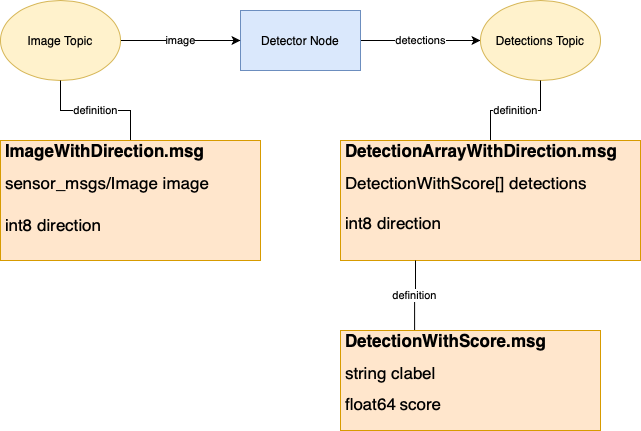 Image Topic
image
Detector Node
detections
Detections Topic
definition
definition
ImageWithDirection.msg
sensor_msgs/Image image
int8 direction
DetectionArrayWithDirection.msg
DetectionWithScore[] detections
int8 direction
definition
DetectionWithScore.msg
string clabel
float64 score